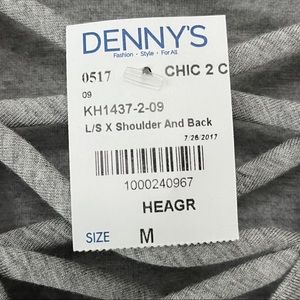 DENNY'S
Fashion . Style . For All.
0517 CHIC 2 C
09
KH1437-2-09
L/S X Shoulder And Back
7/26/2017
1000240967
HEAGR
SIZE M